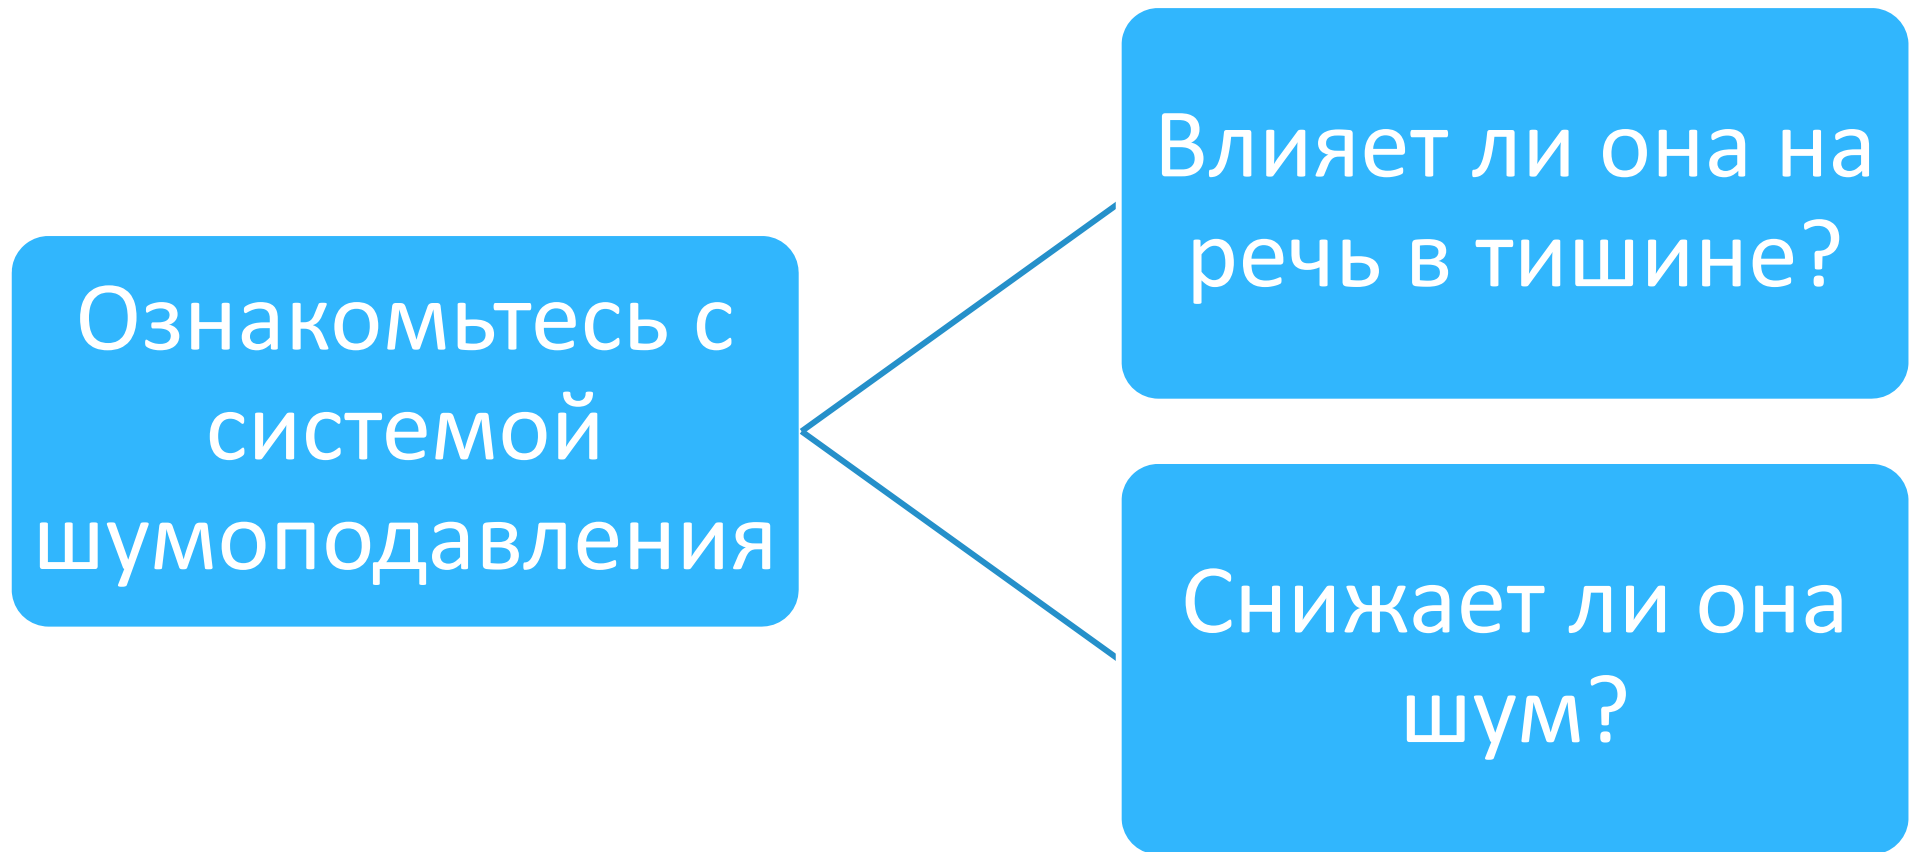 Ознакомьтесь с
системой
шумоподавления
Влияет ли она на
речь в тишине?
Снижает ли она
шум?